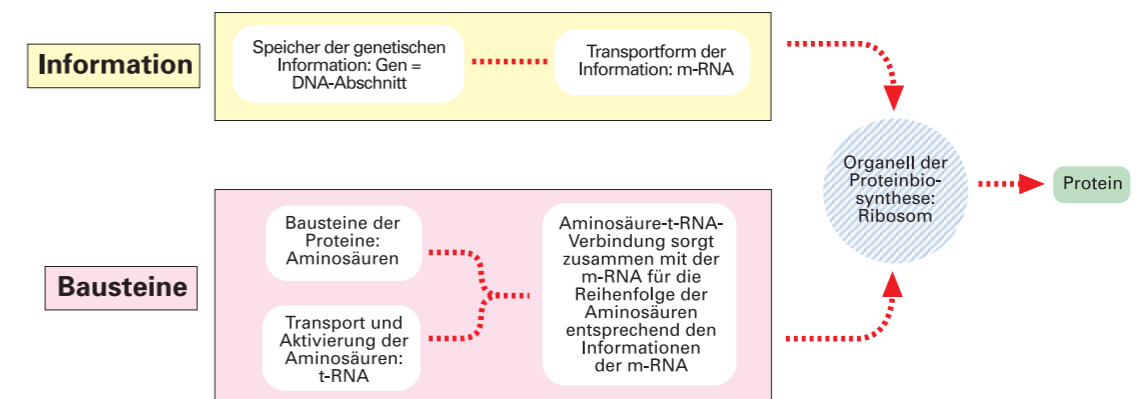 Information
Speicher der genetischen
Information: Gen =
DNA-Abschnitt
Transportform der
Information: m-RNA
Organell der
Proteinbio-
synthese:
Ribosom
Protein
Bausteine
Bausteine der
Proteine:
Aminosäuren
Transport und
Aktivierung der
Aminosäuren:
t-RNA
Aminosäure-t-RNA-
Verbindung sorgt
zusammen mit der
m-RNA für die
Reihenfolge der
Aminosäuren
entsprechend den
Informationen
der m-RNA